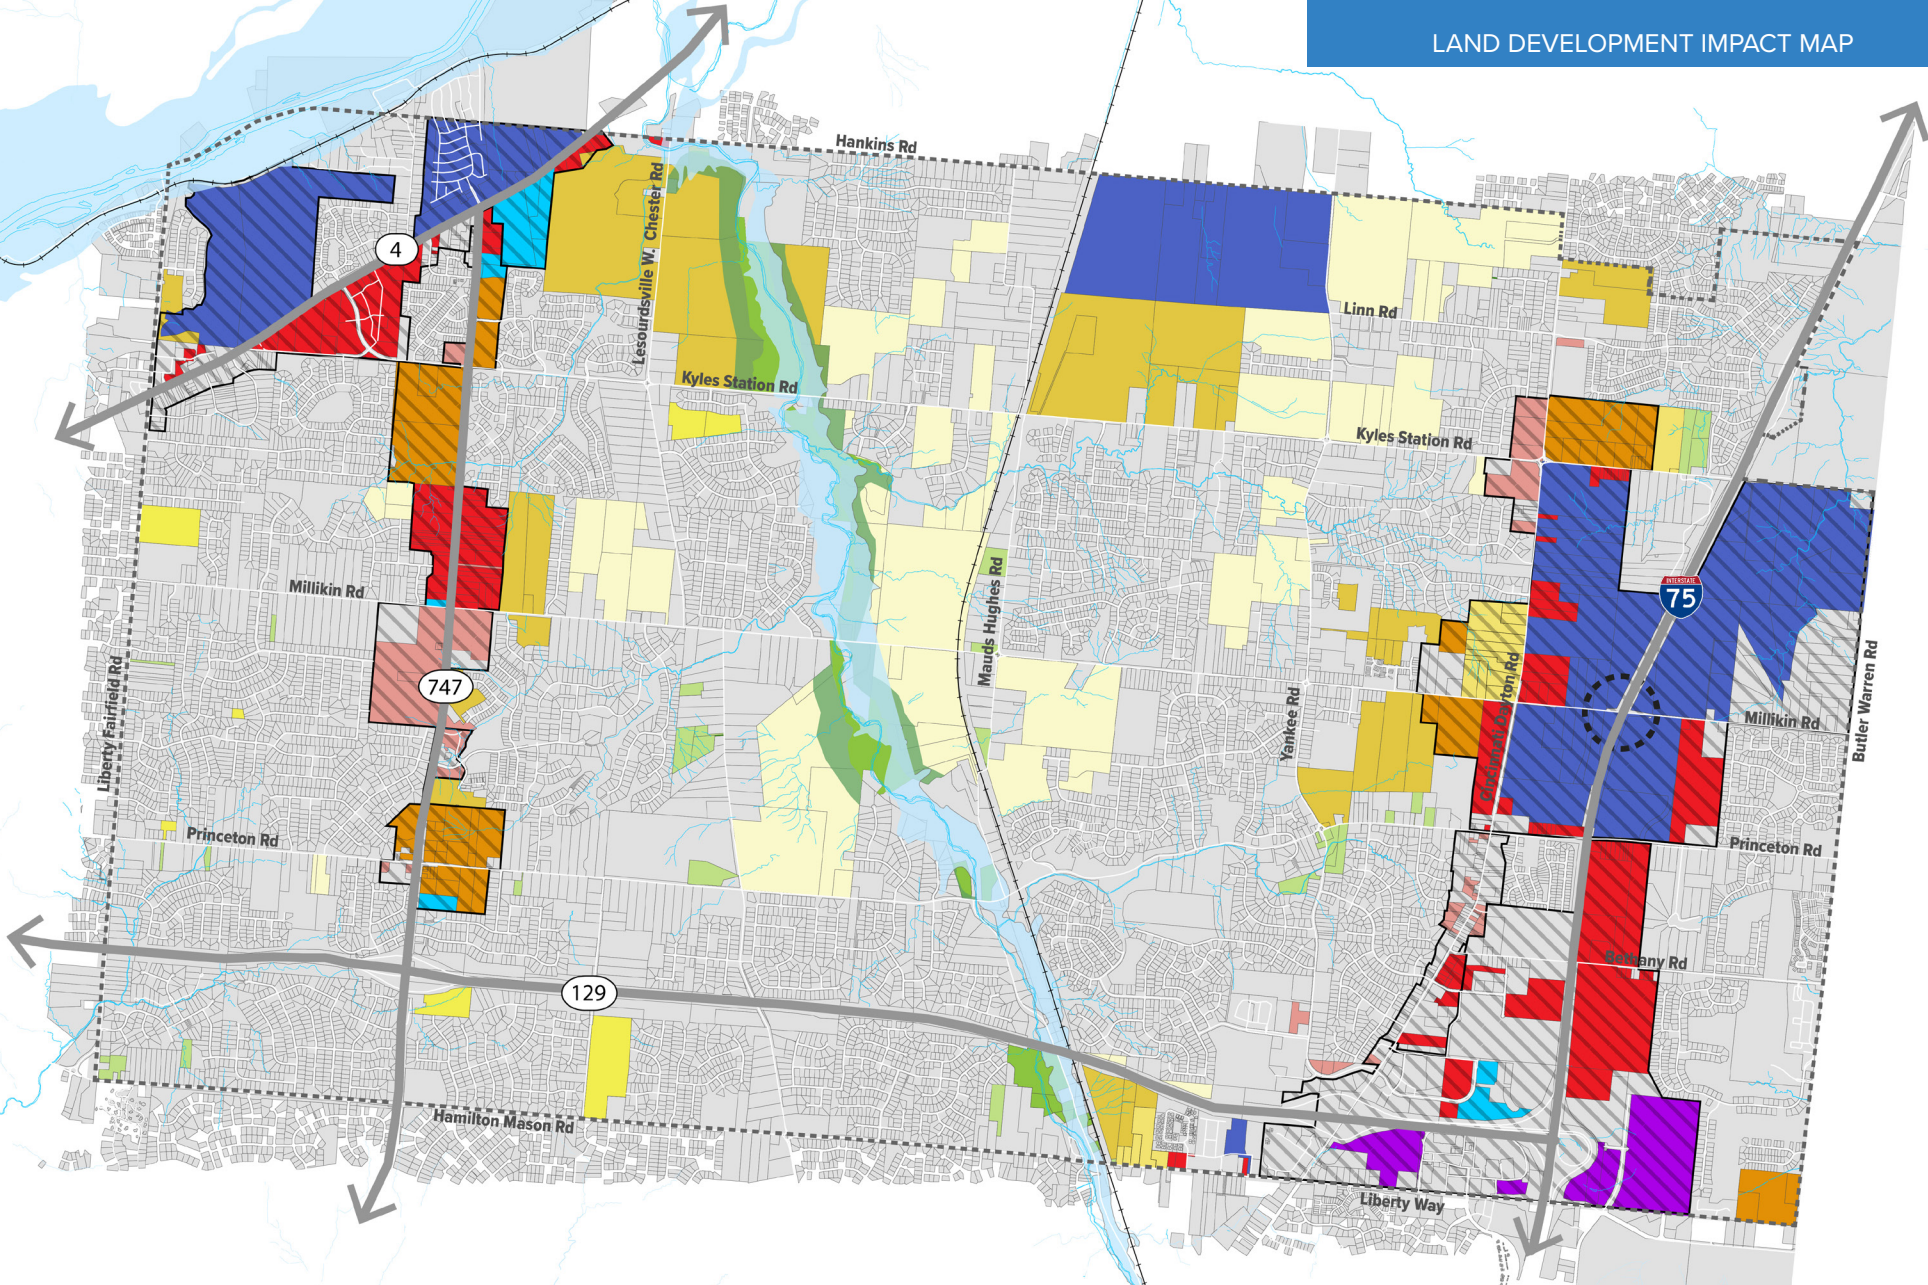 LAND DEVELOPMENT IMPACT MAP
Hankins Rd
Lesourdsville W. Chester Rd
4
Linn Rd
Kyles Station Rd
Kyles Station Rd
INTERSTATE
75
Millikin Rd
Mauds Hughes Rd
Liberty Fairfield Rd
747
Yankee Rd
Cincinnati Dayton Rd
Millikin Rd
Butler Warren Rd
Princeton Rd
Princeton Rd
Bethany Rd
129
Hamilton Mason Rd
Liberty Way